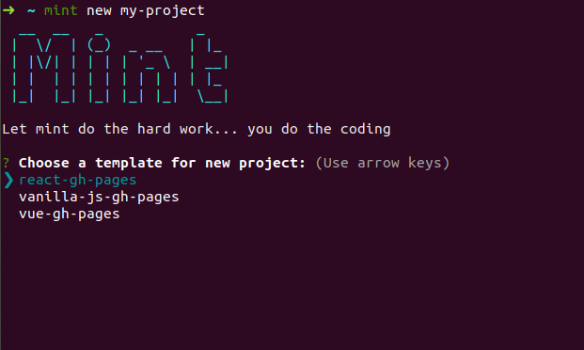 ➜ ~ mint new my-project
Mint
Let mint do the hard work... you do the coding
? Choose a template for new project: (Use arrow keys)
❯ react-gh-pages
vanilla-js-gh-pages
vue-gh-pages